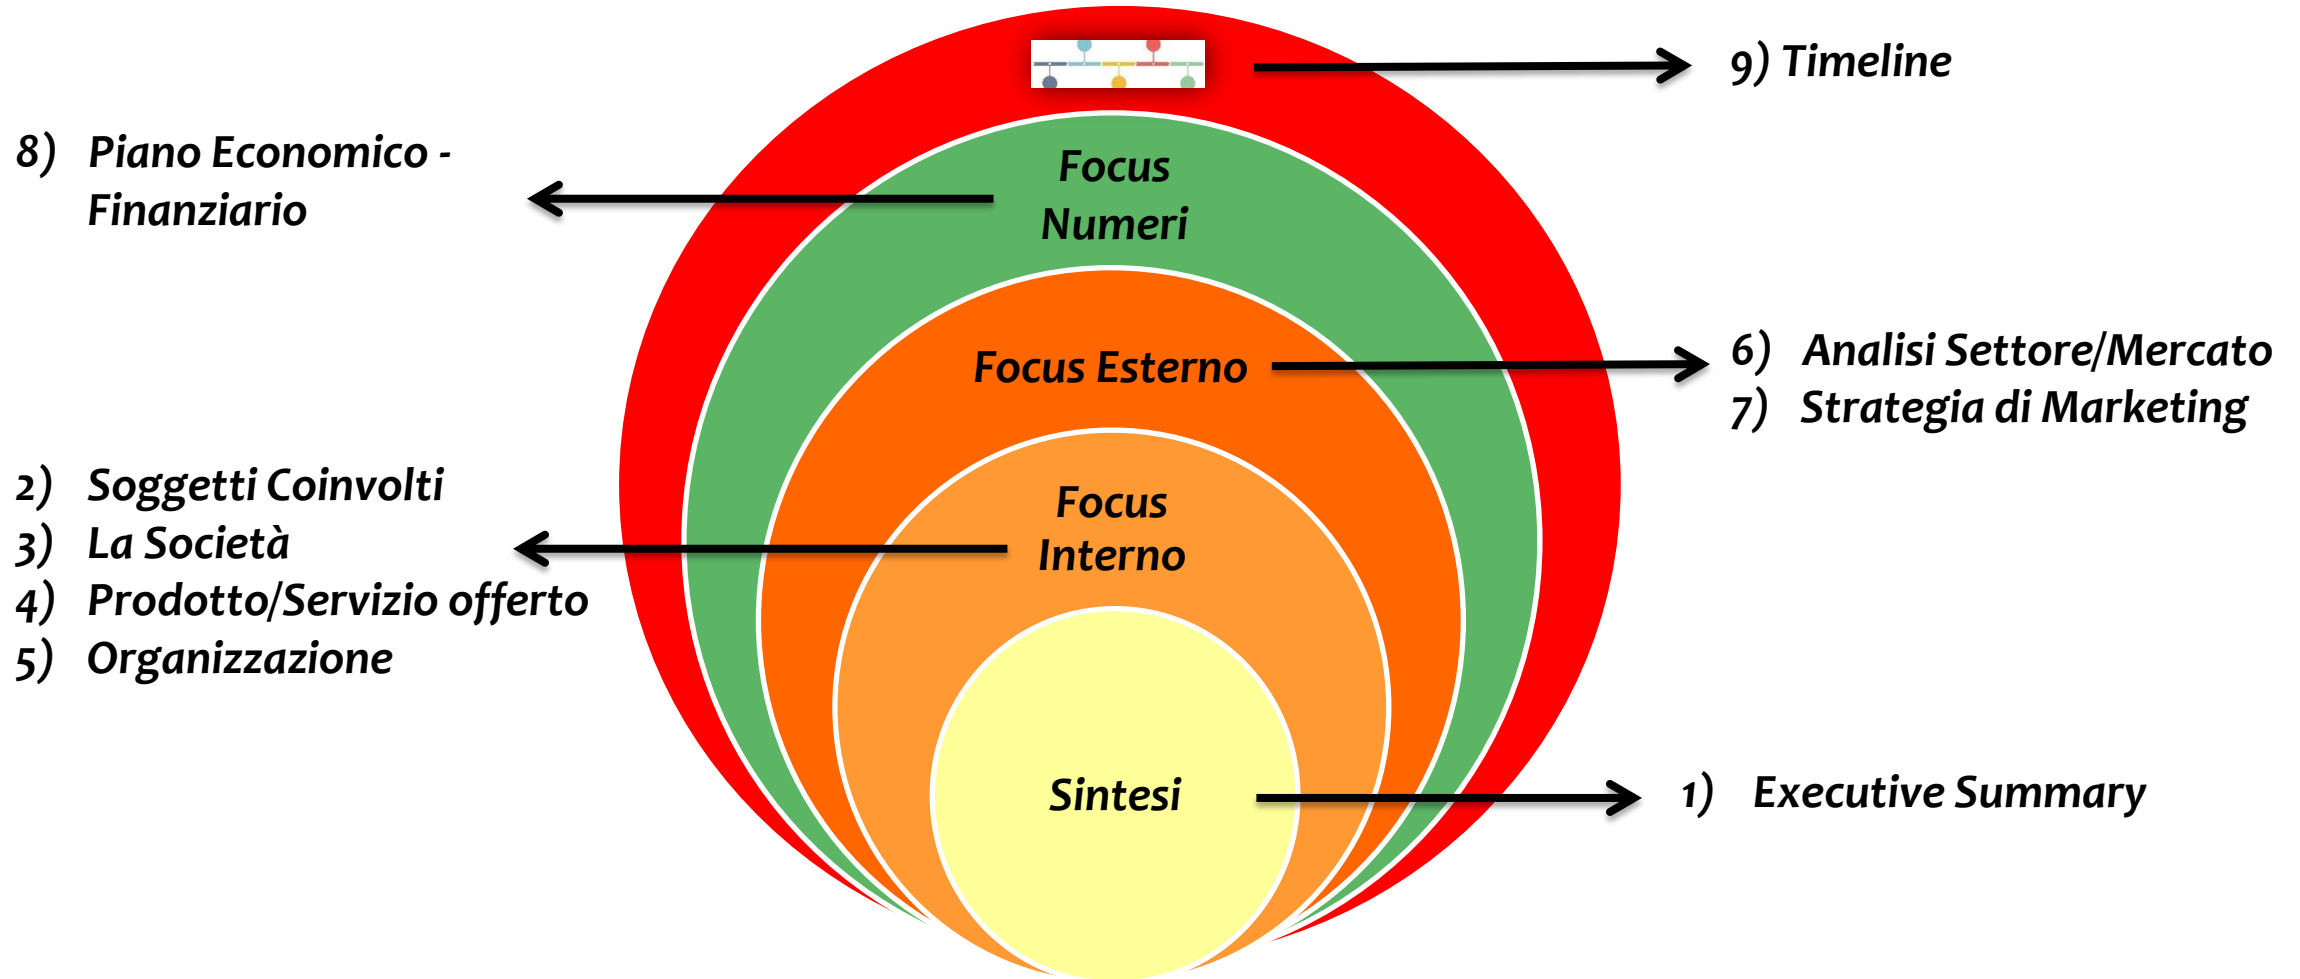 9) Timeline
8) Piano Economico -
Finanziario
Focus
Numeri
Focus Esterno
6) Analisi Settore/Mercato
7) Strategia di Marketing
2) Soggetti Coinvolti
3) La Società
4) Prodotto/Servizio offerto
5) Organizzazione
Focus
Interno
Sintesi
1) Executive Summary